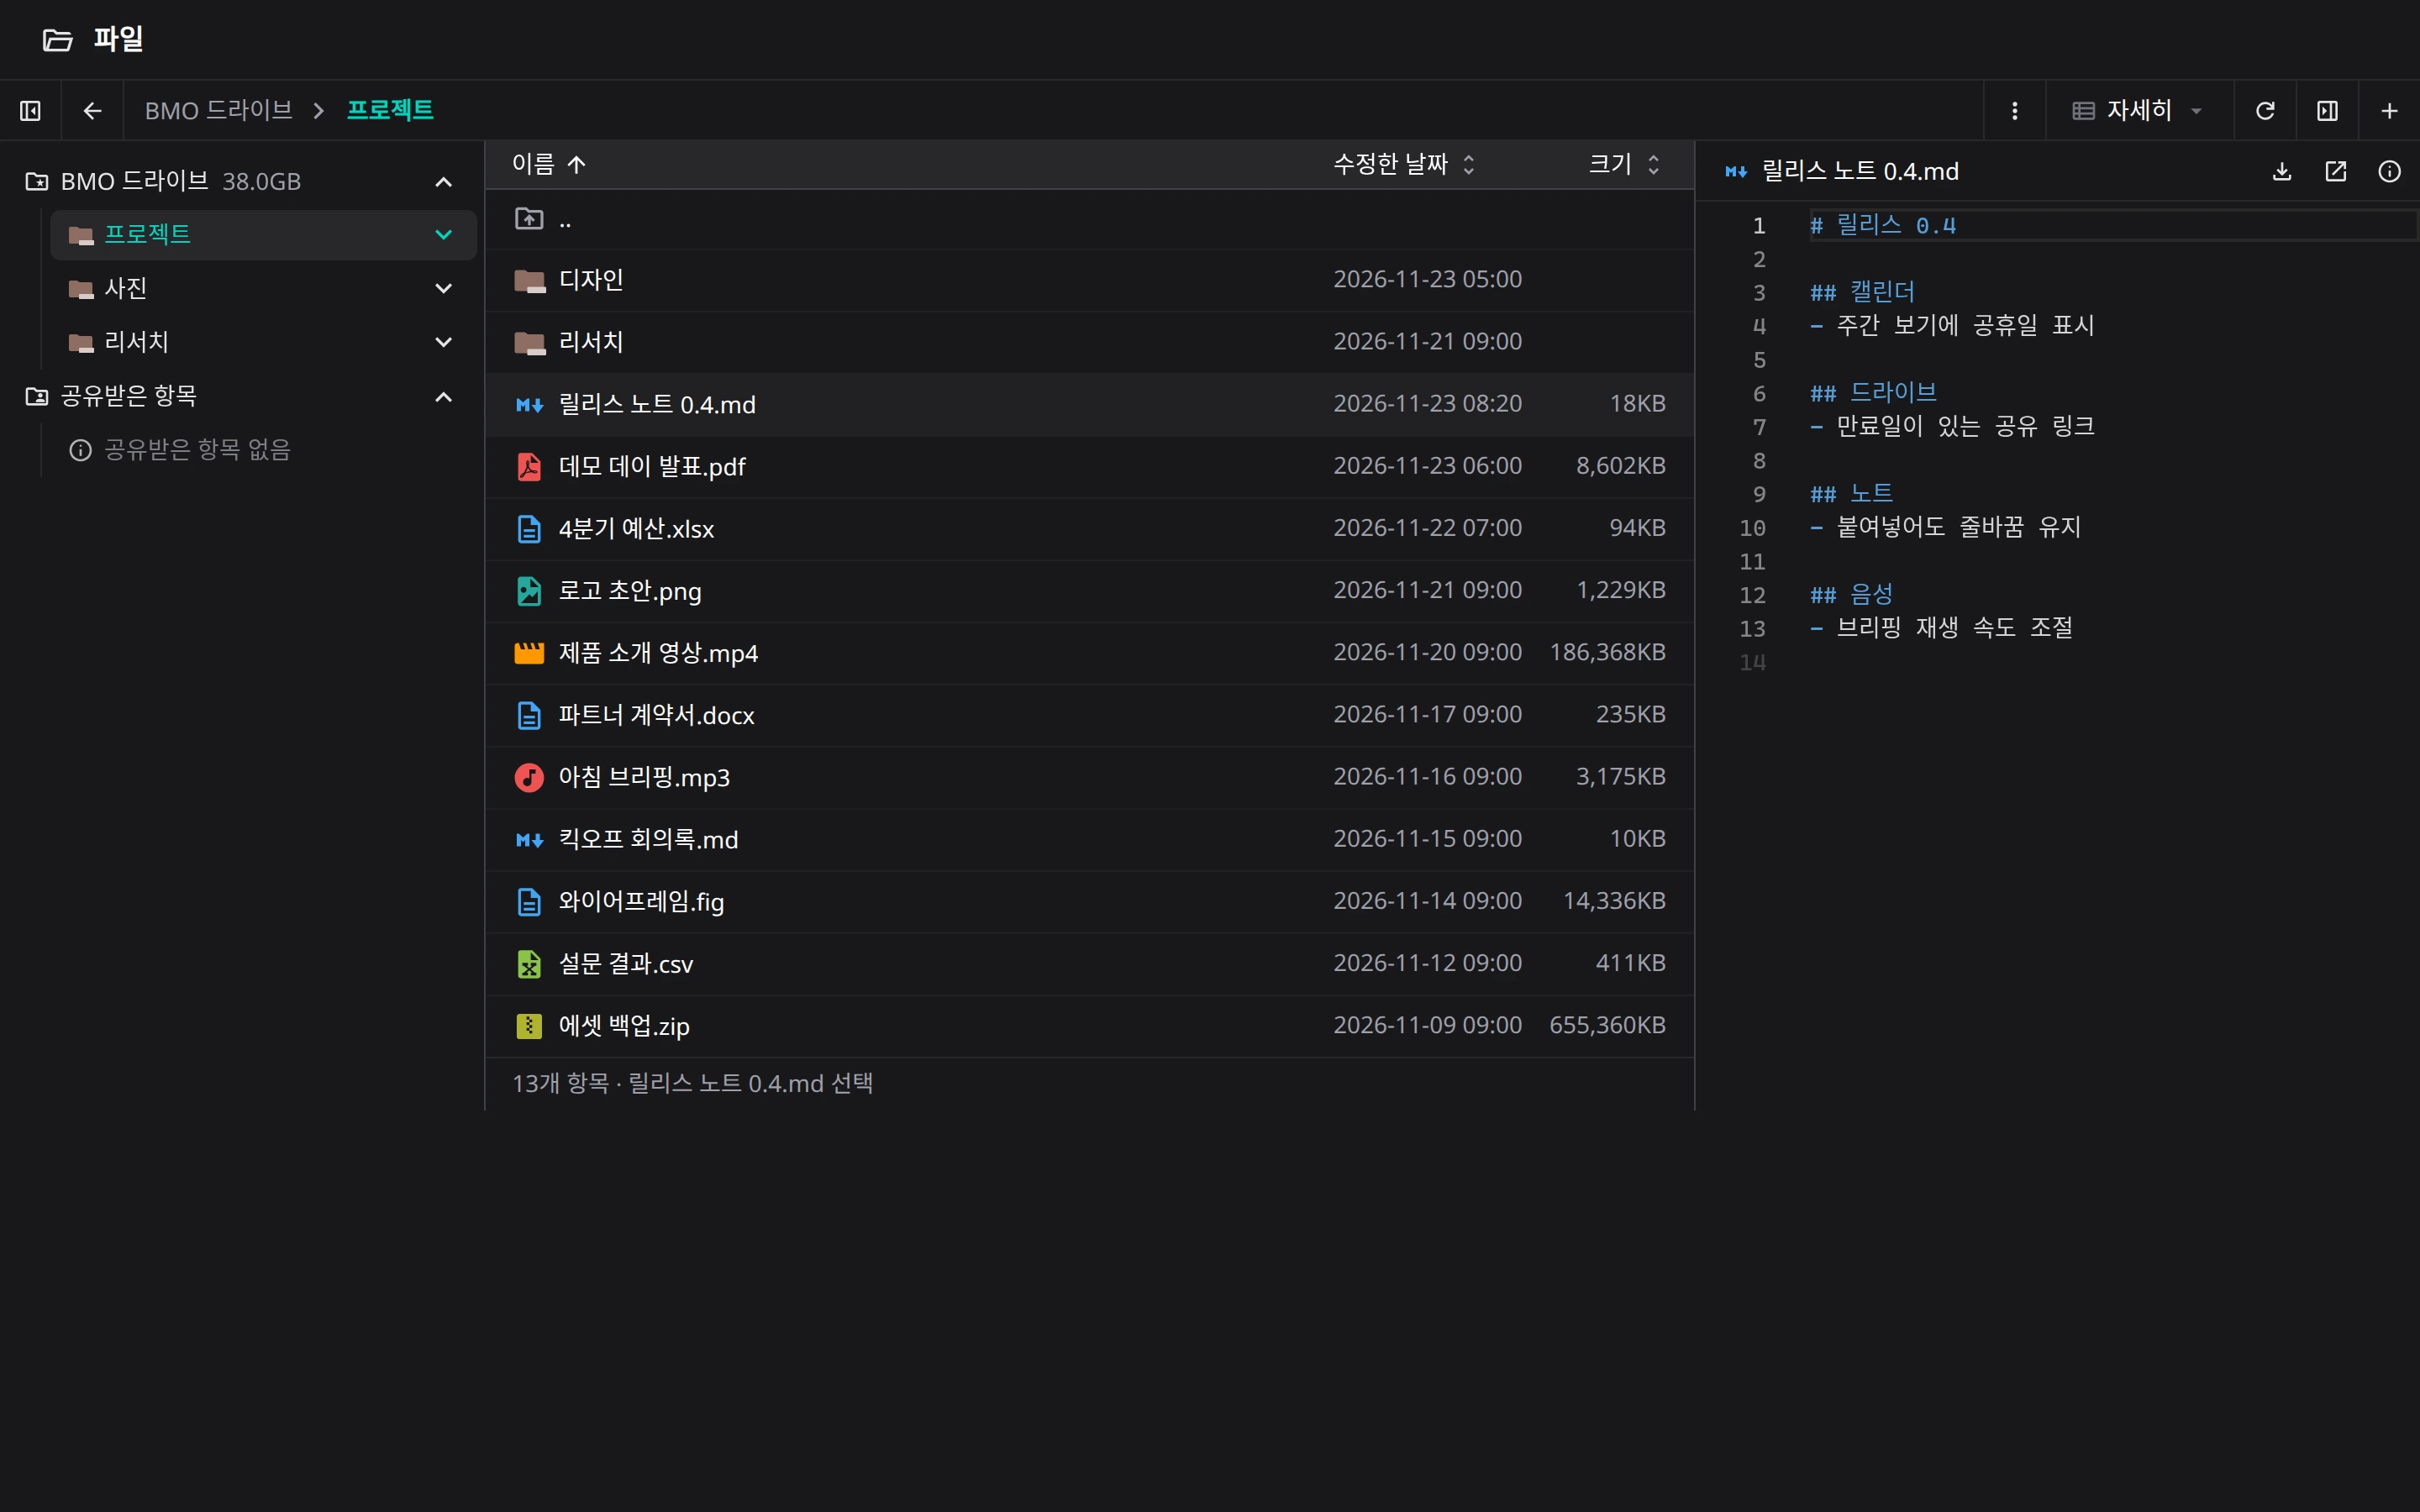 파일
BMO 드라이브 프로젝트
자세히
BMO 드라이브 38.0GB
프로젝트
사진
리서치
공유받은 항목
공유받은 항목 없음
이름 수정한 날짜 크기
..
디자인 2026-11-23 05:00
리서치 2026-11-21 09:00
릴리스 노트 0.4.md 2026-11-23 08:20 18KB
데모 데이 발표.pdf 2026-11-23 06:00 8,602KB
4분기 예산.xlsx 2026-11-22 07:00 94KB
로고 초안.png 2026-11-21 09:00 1,229KB
제품 소개 영상.mp4 2026-11-20 09:00 186,368KB
파트너 계약서.docx 2026-11-17 09:00 235KB
아침 브리핑.mp3 2026-11-16 09:00 3,175KB
킥오프 회의록.md 2026-11-15 09:00 10KB
와이어프레임.fig 2026-11-14 09:00 14,336KB
설문 결과.csv 2026-11-12 09:00 411KB
에셋 백업.zip 2026-11-09 09:00 655,360KB
13개 항목 · 릴리스 노트 0.4.md 선택
릴리스 노트 0.4.md
1 # 릴리스 0.4
2
3 ## 캘린더
4 - 주간 보기에 공휴일 표시
5
6 ## 드라이브
7 - 만료일이 있는 공유 링크
8
9 ## 노트
10 - 붙여넣어도 줄바꿈 유지
11
12 ## 음성
13 - 브리핑 재생 속도 조절
14